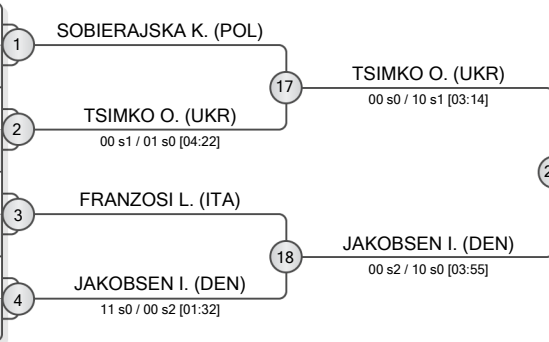 SOBIERAJSKA K. (POL)
1
17
TSIMKO O. (UKR)
00 s0 / 10 s1 [03:14]
TSIMKO O. (UKR)
2
00 s1 / 01 s0 [04:22]
FRANZOSI L. (ITA)
3
18
JAKOBSEN I. (DEN)
00 s2 / 10 s0 [03:55]
JAKOBSEN I. (DEN)
4
11 s0 / 00 s2 [01:32]